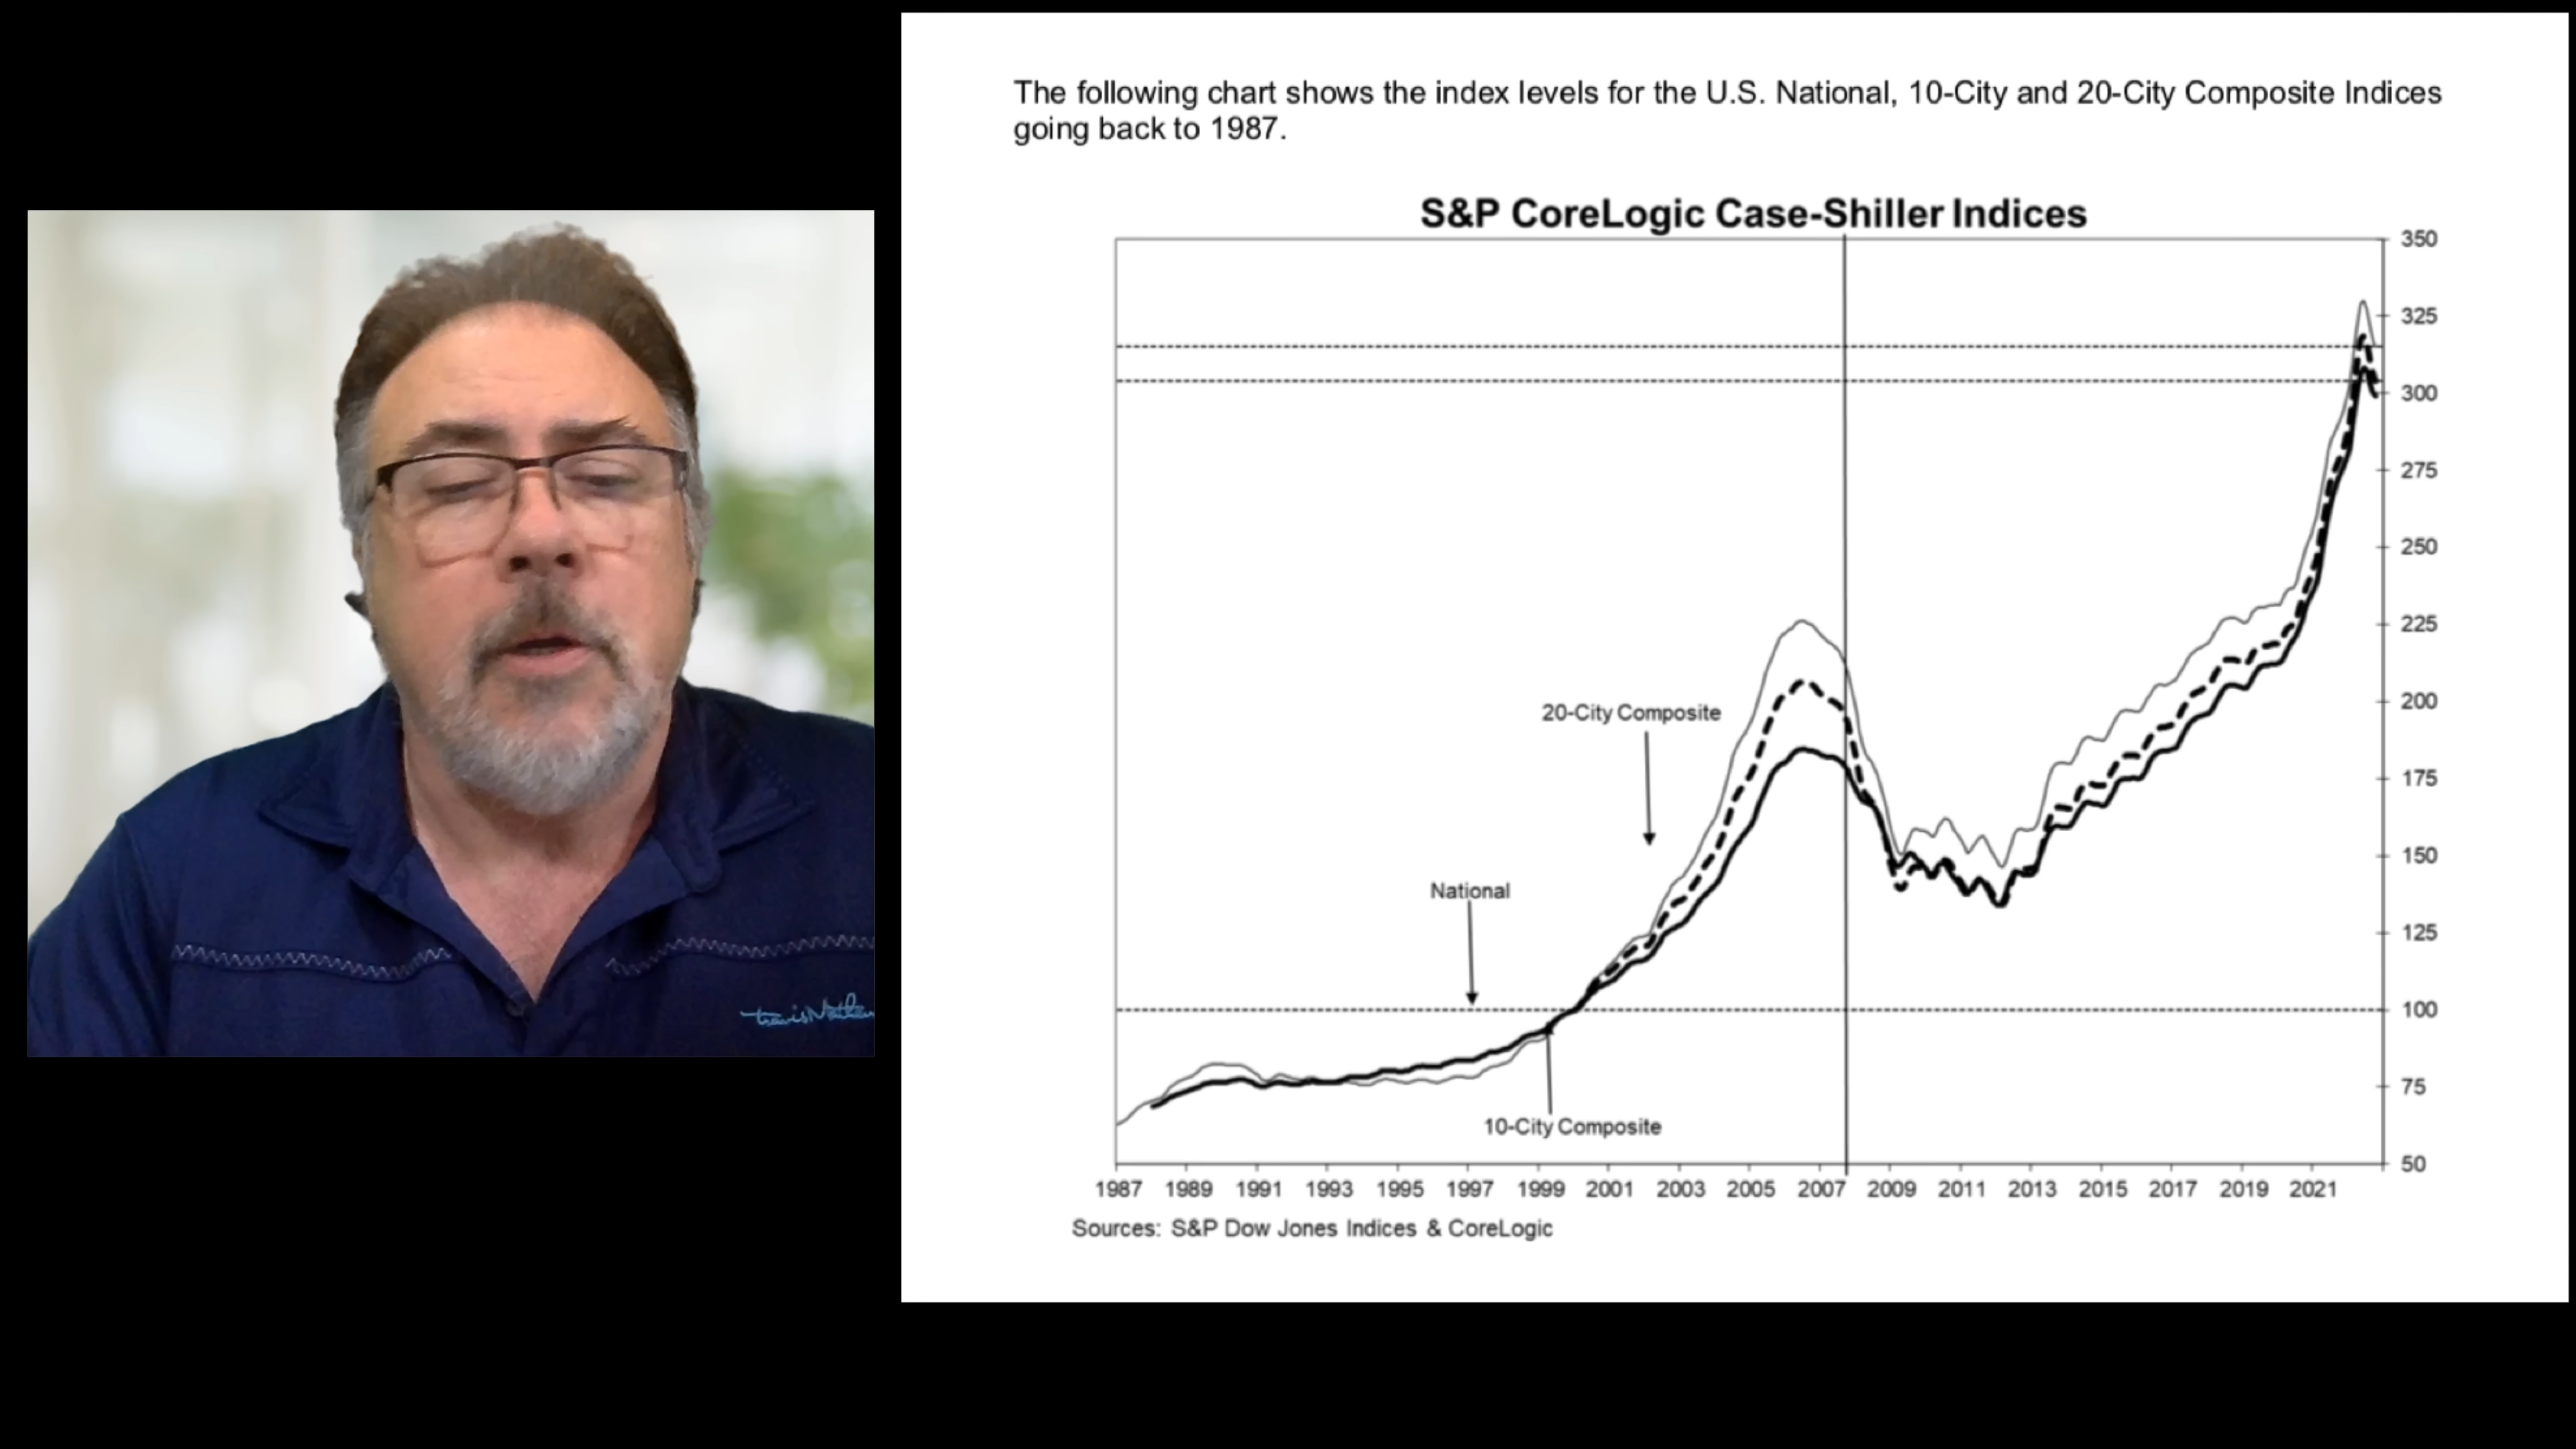 The following chart shows the index levels for the U.S. National, 10-City and 20-City Composite Indices
going back to 1987.
S&P CoreLogic Case-Shiller Indices
350
325
300
275
250
225
200
175
150
125
100
75
50
20-City Composite
National
10-City Composite
1987 1989 1991 1993 1995 1997 1999 2001 2003 2005 2007 2009 2011 2013 2015 2017 2019 2021
Sources: S&P Dow Jones Indices & CoreLogic